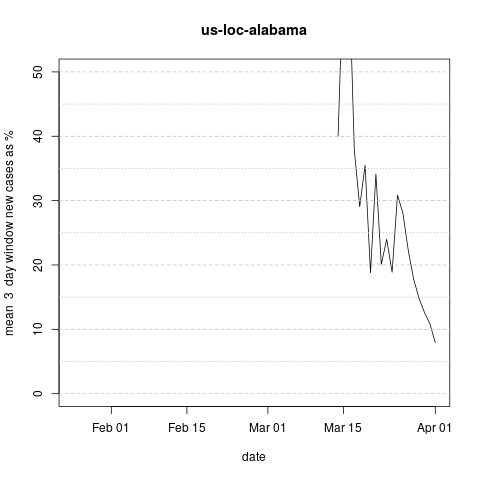 us-loc-alabama
mean  3  day window new cases as %
50
40
30
20
10
0
Feb 01
Feb 15
Mar 01
Mar 15
Apr 01
date